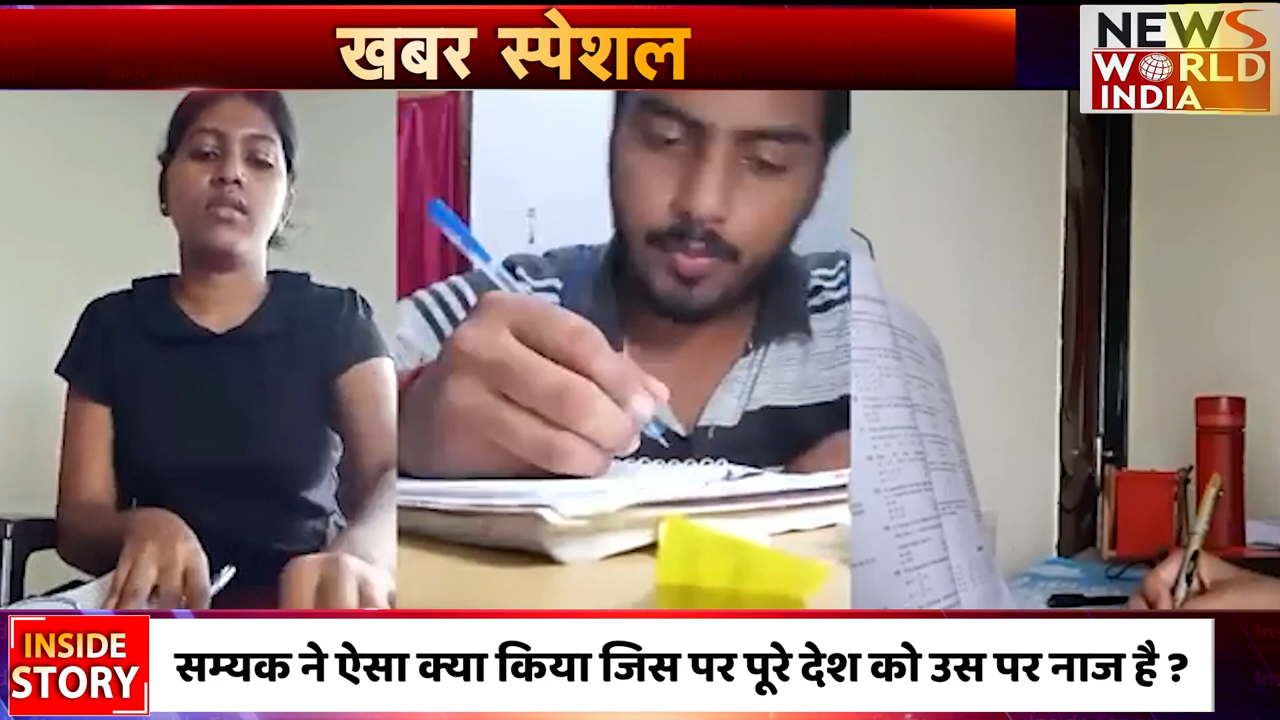 खबर स्पेशल
NEWS
WORLD
INDIA
INSIDE
STORY
सम्यक ने ऐसा क्या किया जिस पर पूरे देश को उस पर नाज है ?